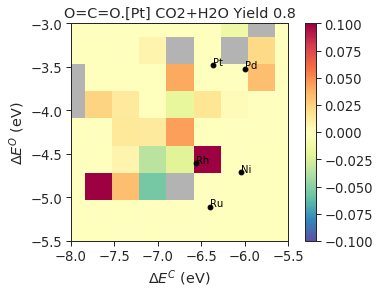 O=C=O.[Pt] CO2+H2O Yield 0.8
ΔE^O (eV)
−3.0
−3.5
−4.0
−4.5
−5.0
−5.5
Pt
Pd
Rh
Ni
Ru
−8.0 −7.5 −7.0 −6.5 −6.0 −5.5
ΔE^C (eV)
0.100
0.075
0.050
0.025
0.000
−0.025
−0.050
−0.075
−0.100